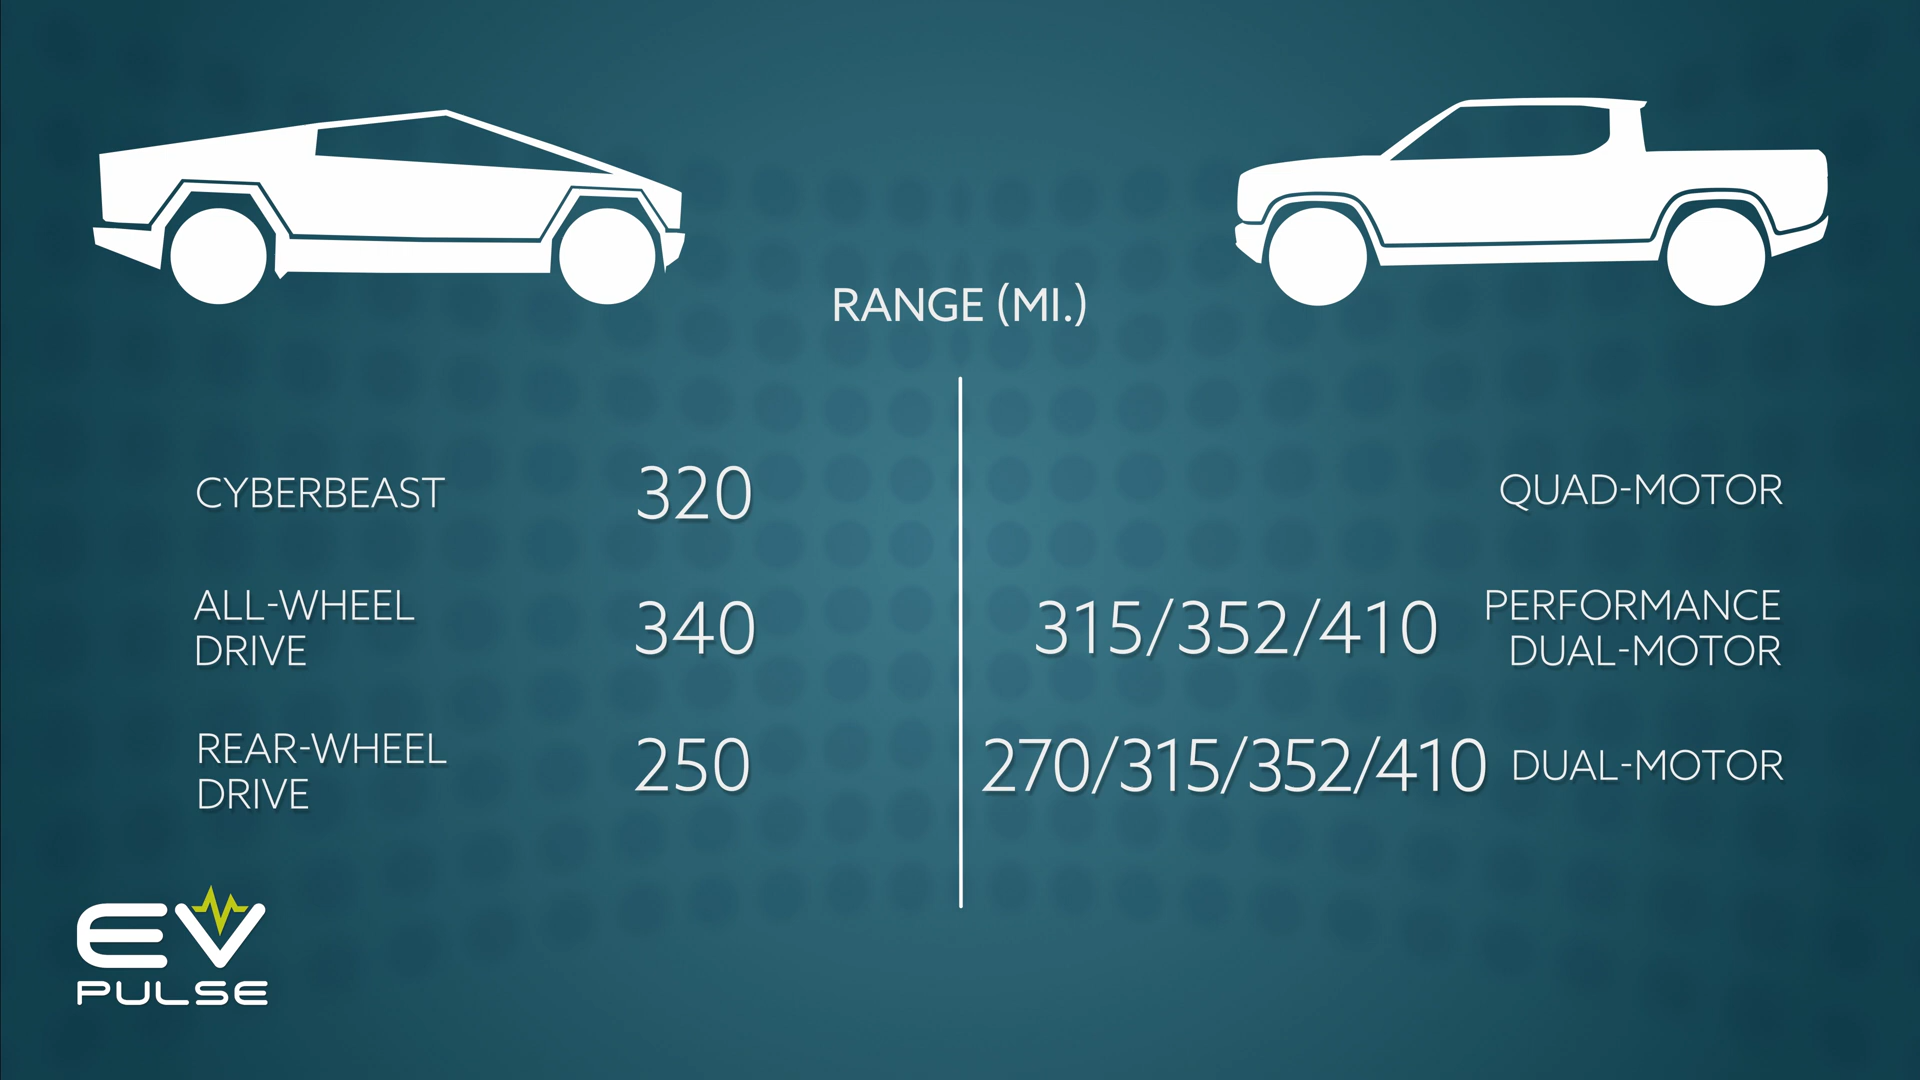 RANGE (MI.)
CYBERBEAST 320 QUAD-MOTOR
ALL-WHEEL DRIVE 340 315/352/410 PERFORMANCE DUAL-MOTOR
REAR-WHEEL DRIVE 250 270/315/352/410 DUAL-MOTOR
EV
PULSE